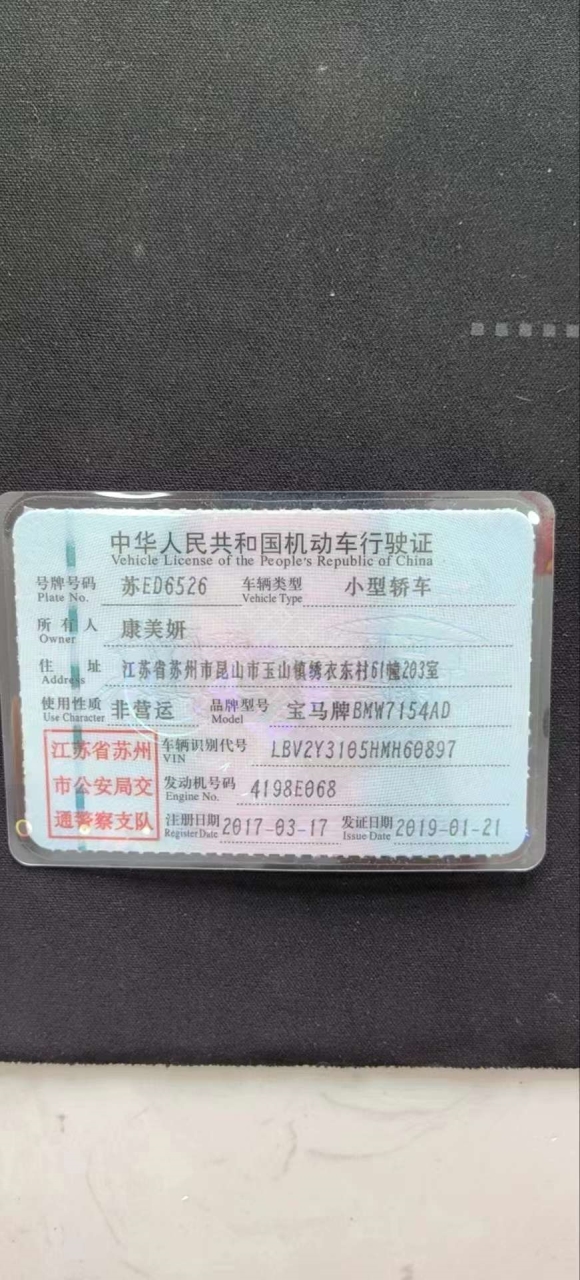 中华人民共和国机动车行驶证
Vehicle License of the People's Republic of China
号牌号码 苏ED6526 车辆类型 小型轿车
Plate No. Vehicle Type
所有人 康美妍
Owner
住址 江苏省苏州市昆山市玉山镇绣衣东村61幢203室
Address
使用性质 非营运 品牌型号 宝马牌BMW7154AD
Use Character Model
江苏省苏州 车辆识别代号 LBV2Y3105HMH60897
VIN
市公安局交 发动机号码 4198E068
Engine No.
通警察支队 注册日期 2017-03-17 发证日期 2019-01-21
Register Date Issue Date